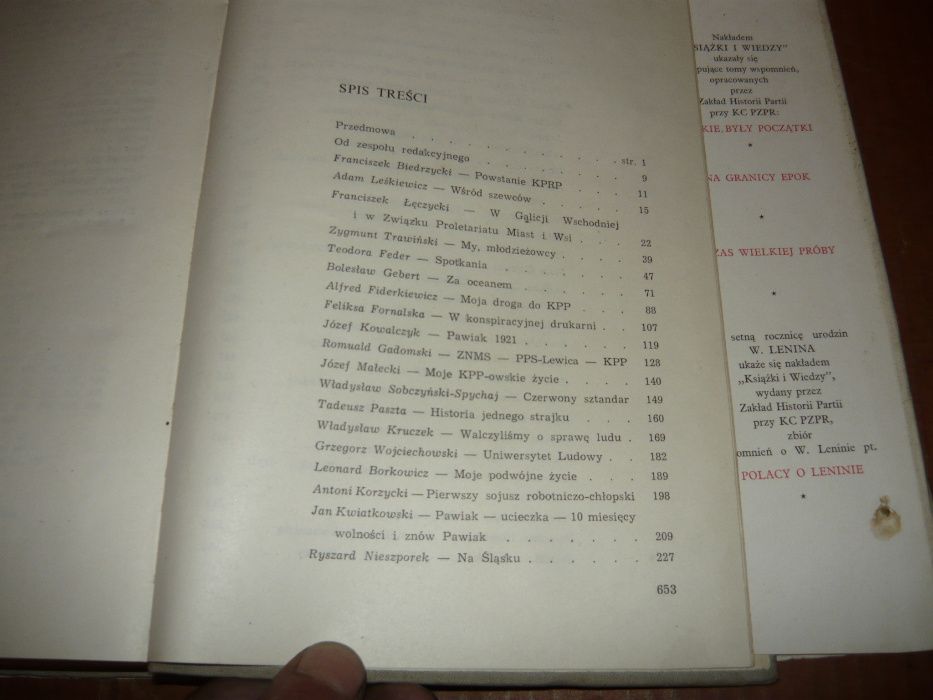 SPIS TREŚCI
Przedmowa . . . . . . . . . . . str. 1
Od zespołu redakcyjnego . . . . . . . 9
Franciszek Biedrzycki — Powstanie KPRP . . . 11
Adam Leśkiewicz — Wśród szewców . . . . . 15
Franciszek Łęczycki — W Galicji Wschodniej
i w Związku Proletariatu Miast i Wsi . . . 22
Zygmunt Trawiński — My, młodzieżowcy . . . . 39
Teodora Feder — Spotkania . . . . . . . 47
Bolesław Gebert — Za oceanem . . . . . . 71
Alfred Fiderkiewicz — Moja droga do KPP . . . 88
Feliksa Fornalska — W konspiracyjnej drukarni . . 107
Józef Kowalczyk — Pawiak 1921 . . . . . . 119
Romuald Gadomski — ZNMS — PPS-Lewica — KPP 128
Józef Małecki — Moje KPP-owskie życie . . . . 140
Władysław Sobczyński-Spychaj — Czerwony sztandar 149
Tadeusz Paszta — Historia jednego strajku . . . 160
Władysław Kruczek — Walczyliśmy o sprawę ludu . 169
Grzegorz Wojciechowski — Uniwersytet Ludowy . . 182
Leonard Borkowicz — Moje podwójne życie . . . 189
Antoni Korzycki — Pierwszy sojusz robotniczo-chłopski 198
Jan Kwiatkowski — Pawiak — ucieczka — 10 miesięcy
wolności i znów Pawiak . . . . . . . 209
Ryszard Nieszporek — Na Śląsku . . . . . . 227
653
Nakładem
SIĄŻKI I WIEDZY"
ukazały się
pujące tomy wspomnień,
opracowanych
przez
Zakład Historii Partii
przy KC PZPR:
KIE BYŁY POCZĄTKI
*
NA GRANICY EPOK
*
ZAS WIELKIEJ PRÓBY
*
setną rocznicę urodzin
W. LENINA
ukaże się nakładem
„Książki i Wiedzy",
wydany przez
Zakład Historii Partii
przy KC PZPR,
zbiór
omnień o W. Leninie pt.
POLACY O LENINIE
*